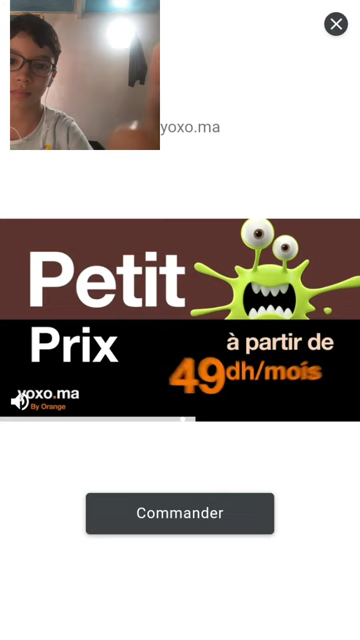 yoxo.ma
Petit
Prix
à partir de
49dh/mois
yoxo.ma
By Orange
Commander